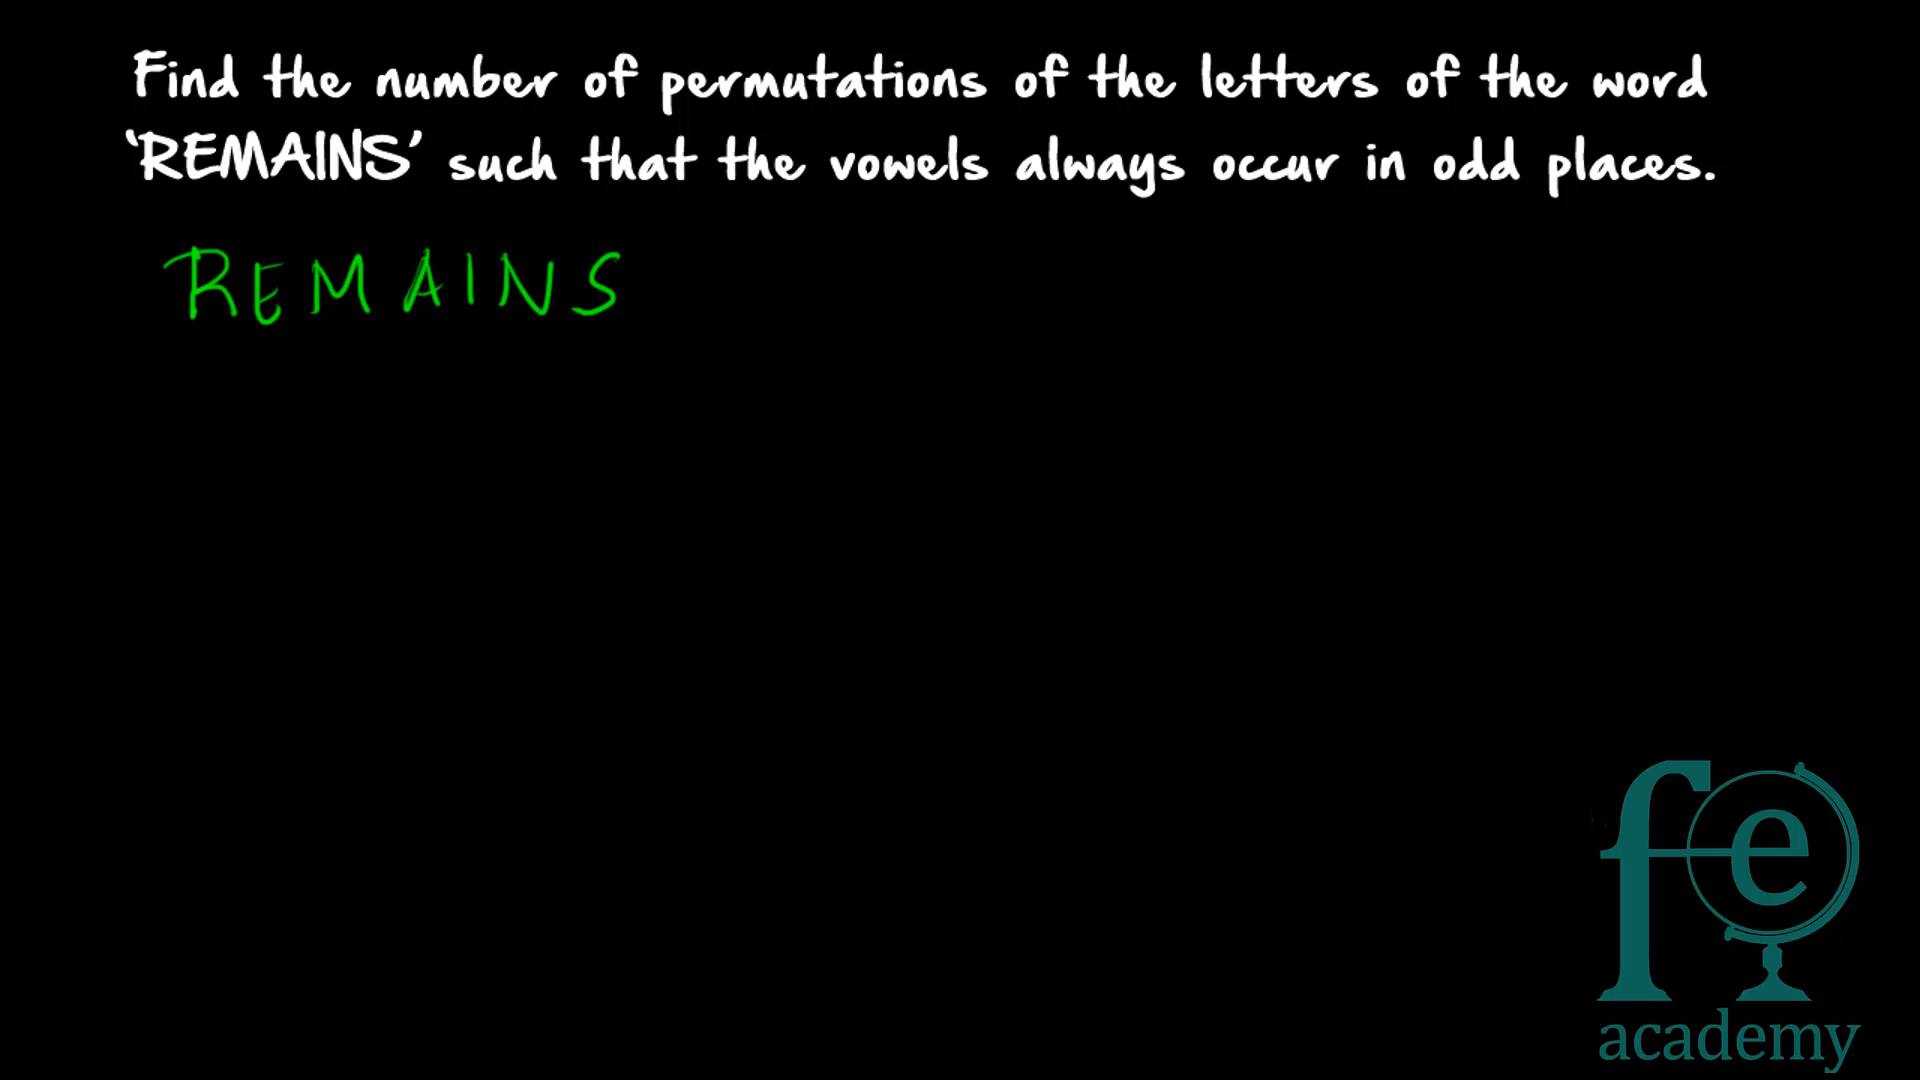 Find the number of permutations of the letters of the word
‘REMAINS’ such that the vowels always occur in odd places.
REMAINS
fe
academy